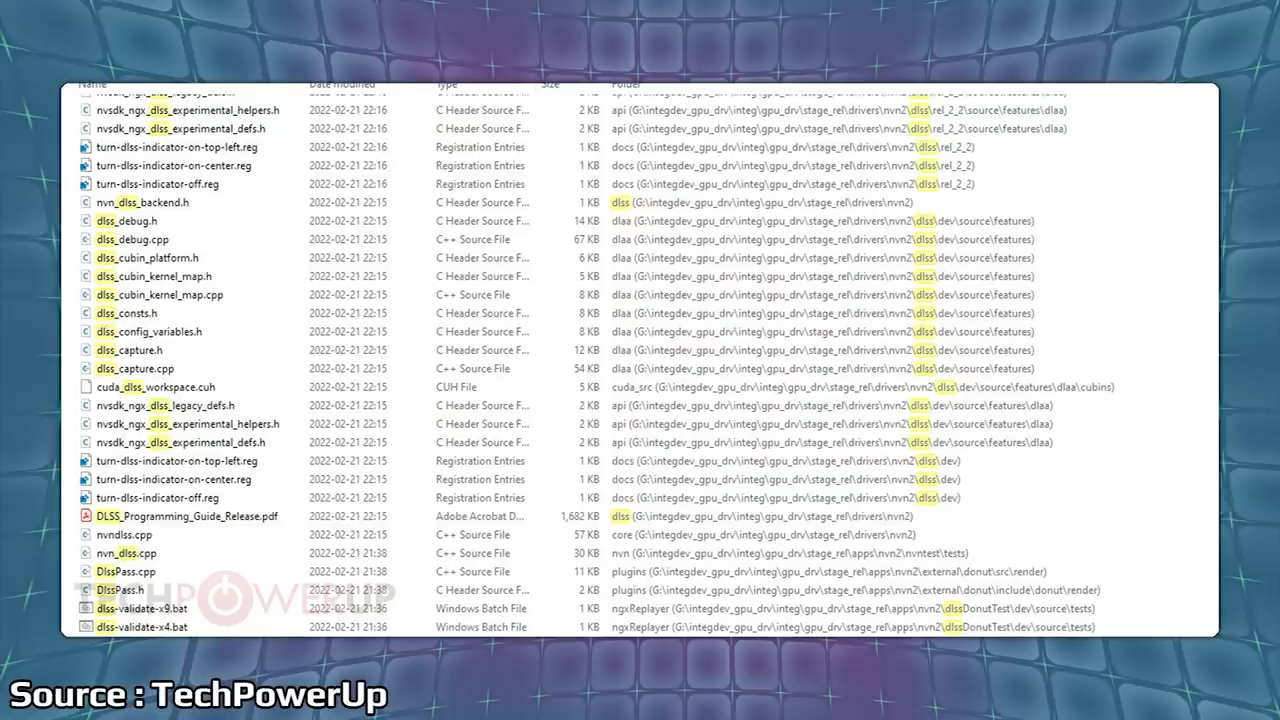 Name Date modified Type Size Folder
nvsdk_ngx_dlss_experimental_helpers.h 2022-02-21 22:16 C Header Source F... 2 KB api (G:\integdev_gpu_drv\integ\gpu_drv\stage_rel\drivers\nvn2\dlss\rel_2_2\source\features\dlaa)
nvsdk_ngx_dlss_experimental_defs.h 2022-02-21 22:16 C Header Source F... 2 KB api (G:\integdev_gpu_drv\integ\gpu_drv\stage_rel\drivers\nvn2\dlss\rel_2_2\source\features\dlaa)
turn-dlss-indicator-on-top-left.reg 2022-02-21 22:16 Registration Entries 1 KB docs (G:\integdev_gpu_drv\integ\gpu_drv\stage_rel\drivers\nvn2\dlss\rel_2_2)
turn-dlss-indicator-on-center.reg 2022-02-21 22:16 Registration Entries 1 KB docs (G:\integdev_gpu_drv\integ\gpu_drv\stage_rel\drivers\nvn2\dlss\rel_2_2)
turn-dlss-indicator-off.reg 2022-02-21 22:16 Registration Entries 1 KB docs (G:\integdev_gpu_drv\integ\gpu_drv\stage_rel\drivers\nvn2\dlss\rel_2_2)
nvn_dlss_backend.h 2022-02-21 22:15 C Header Source F... 1 KB dlss (G:\integdev_gpu_drv\integ\gpu_drv\stage_rel\drivers\nvn2)
dlss_debug.h 2022-02-21 22:15 C Header Source F... 14 KB dlaa (G:\integdev_gpu_drv\integ\gpu_drv\stage_rel\drivers\nvn2\dlss\dev\source\features)
dlss_debug.cpp 2022-02-21 22:15 C++ Source File 67 KB dlaa (G:\integdev_gpu_drv\integ\gpu_drv\stage_rel\drivers\nvn2\dlss\dev\source\features)
dlss_cubin_platform.h 2022-02-21 22:15 C Header Source F... 6 KB dlaa (G:\integdev_gpu_drv\integ\gpu_drv\stage_rel\drivers\nvn2\dlss\dev\source\features)
dlss_cubin_kernel_map.h 2022-02-21 22:15 C Header Source F... 5 KB dlaa (G:\integdev_gpu_drv\integ\gpu_drv\stage_rel\drivers\nvn2\dlss\dev\source\features)
dlss_cubin_kernel_map.cpp 2022-02-21 22:15 C++ Source File 8 KB dlaa (G:\integdev_gpu_drv\integ\gpu_drv\stage_rel\drivers\nvn2\dlss\dev\source\features)
dlss_consts.h 2022-02-21 22:15 C Header Source F... 8 KB dlaa (G:\integdev_gpu_drv\integ\gpu_drv\stage_rel\drivers\nvn2\dlss\dev\source\features)
dlss_config_variables.h 2022-02-21 22:15 C Header Source F... 8 KB dlaa (G:\integdev_gpu_drv\integ\gpu_drv\stage_rel\drivers\nvn2\dlss\dev\source\features)
dlss_capture.h 2022-02-21 22:15 C Header Source F... 12 KB dlaa (G:\integdev_gpu_drv\integ\gpu_drv\stage_rel\drivers\nvn2\dlss\dev\source\features)
dlss_capture.cpp 2022-02-21 22:15 C++ Source File 54 KB dlaa (G:\integdev_gpu_drv\integ\gpu_drv\stage_rel\drivers\nvn2\dlss\dev\source\features)
cuda_dlss_workspace.cuh 2022-02-21 22:15 CUH File 5 KB cuda_src (G:\integdev_gpu_drv\integ\gpu_drv\stage_rel\drivers\nvn2\dlss\dev\source\features\dlaa\cubins)
nvsdk_ngx_dlss_legacy_defs.h 2022-02-21 22:15 C Header Source F... 2 KB api (G:\integdev_gpu_drv\integ\gpu_drv\stage_rel\drivers\nvn2\dlss\dev\source\features\dlaa)
nvsdk_ngx_dlss_experimental_helpers.h 2022-02-21 22:15 C Header Source F... 2 KB api (G:\integdev_gpu_drv\integ\gpu_drv\stage_rel\drivers\nvn2\dlss\dev\source\features\dlaa)
nvsdk_ngx_dlss_experimental_defs.h 2022-02-21 22:15 C Header Source F... 2 KB api (G:\integdev_gpu_drv\integ\gpu_drv\stage_rel\drivers\nvn2\dlss\dev\source\features\dlaa)
turn-dlss-indicator-on-top-left.reg 2022-02-21 22:15 Registration Entries 1 KB docs (G:\integdev_gpu_drv\integ\gpu_drv\stage_rel\drivers\nvn2\dlss\dev)
turn-dlss-indicator-on-center.reg 2022-02-21 22:15 Registration Entries 1 KB docs (G:\integdev_gpu_drv\integ\gpu_drv\stage_rel\drivers\nvn2\dlss\dev)
turn-dlss-indicator-off.reg 2022-02-21 22:15 Registration Entries 1 KB docs (G:\integdev_gpu_drv\integ\gpu_drv\stage_rel\drivers\nvn2\dlss\dev)
DLSS_Programming_Guide_Release.pdf 2022-02-21 22:15 Adobe Acrobat D... 1,682 KB dlss (G:\integdev_gpu_drv\integ\gpu_drv\stage_rel\drivers\nvn2)
nvndlss.cpp 2022-02-21 22:15 C++ Source File 57 KB core (G:\integdev_gpu_drv\integ\gpu_drv\stage_rel\drivers\nvn2)
nvn_dlss.cpp 2022-02-21 21:38 C++ Source File 30 KB nvn (G:\integdev_gpu_drv\integ\gpu_drv\stage_rel\apps\nvn2\nvntest\tests)
DlssPass.cpp 2022-02-21 21:38 C++ Source File 11 KB plugins (G:\integdev_gpu_drv\integ\gpu_drv\stage_rel\apps\nvn2\external\donut\src\render)
DlssPass.h 2022-02-21 21:38 C Header Source F... 1 KB plugins (G:\integdev_gpu_drv\integ\gpu_drv\stage_rel\apps\nvn2\external\donut\include\donut\render)
TECHPOWERUP
dlss-validate-x9.bat 2022-02-21 21:36 Windows Batch File 1 KB ngxReplayer (G:\integdev_gpu_drv\integ\gpu_drv\stage_rel\apps\nvn2\dlssDonutTest\dev\source\tests)
dlss-validate-x4.bat 2022-02-21 21:36 Windows Batch File 1 KB ngxReplayer (G:\integdev_gpu_drv\integ\gpu_drv\stage_rel\apps\nvn2\dlssDonutTest\dev\source\tests)
Source : TechPowerUp